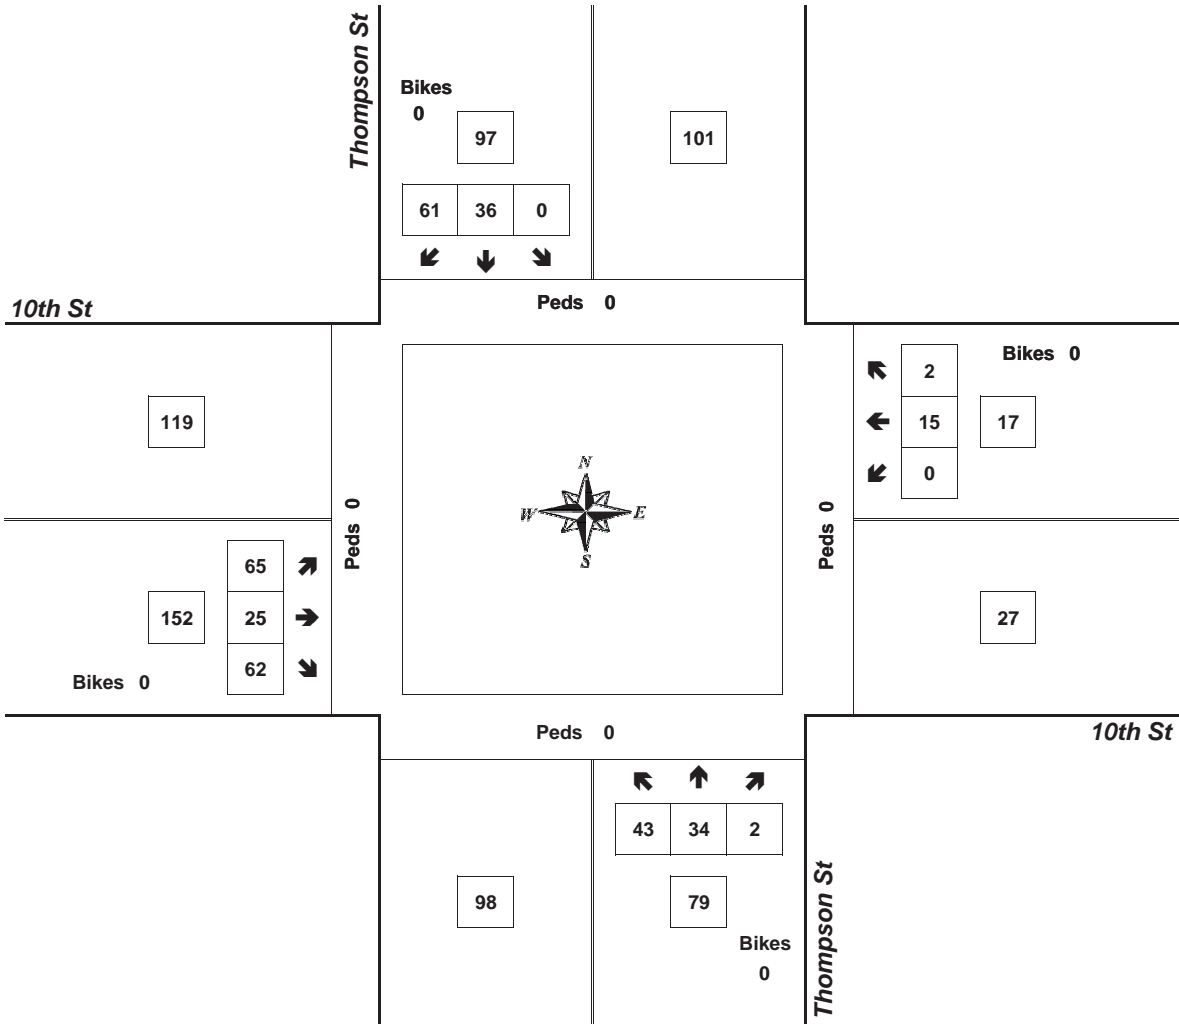 Thompson St
Bikes
0
97
101
61 36 0
Peds 0
10th St
Bikes 0
2
119
15 17
0
N
W E
S
Peds 0
Peds 0
65
152 25
62
Bikes 0
27
Peds 0
10th St
43 34 2
98
79
Bikes
0
Thompson St